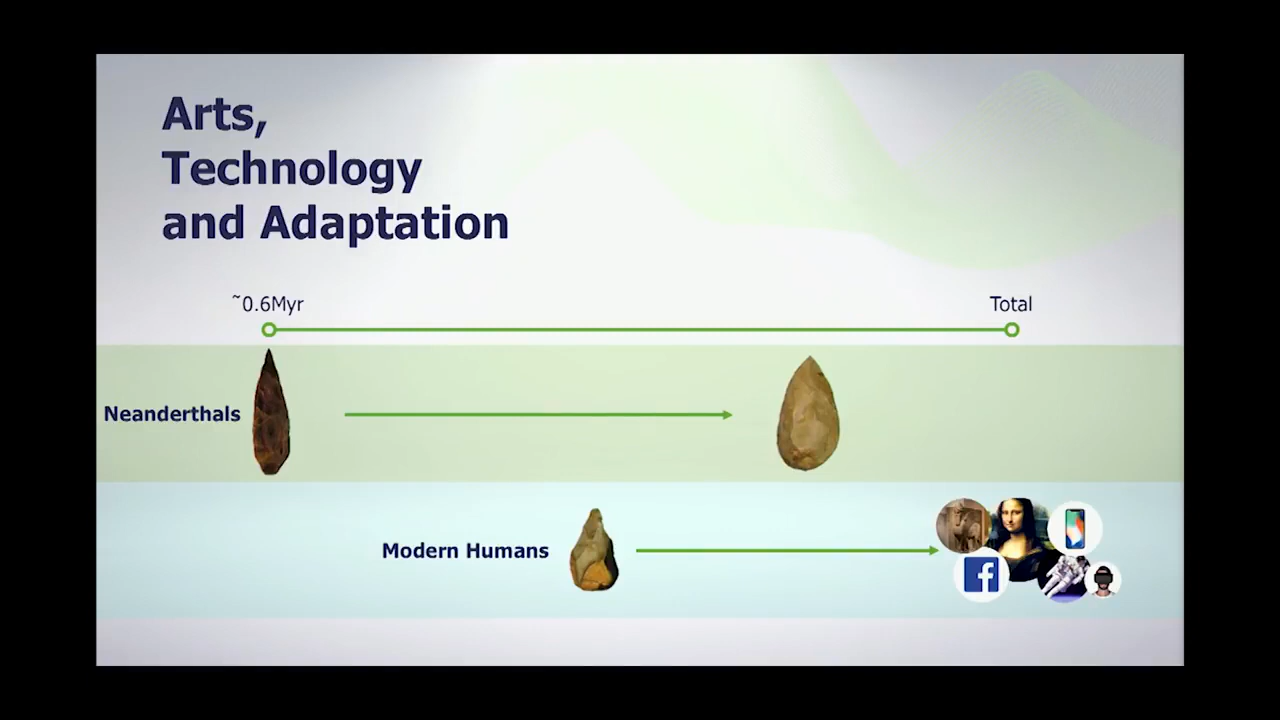 Arts,
Technology
and Adaptation
~0.6Myr
Total
Neanderthals
Modern Humans
f